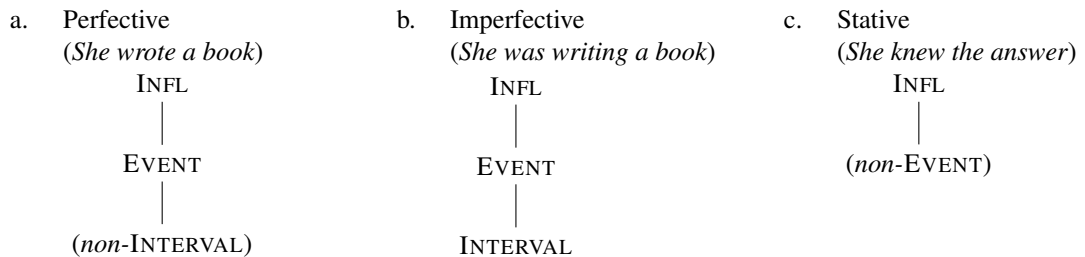 a. Perfective b. Imperfective c. Stative
(She wrote a book) (She was writing a book) (She knew the answer)
INFL INFL INFL
EVENT EVENT (non-EVENT)
(non-INTERVAL) INTERVAL